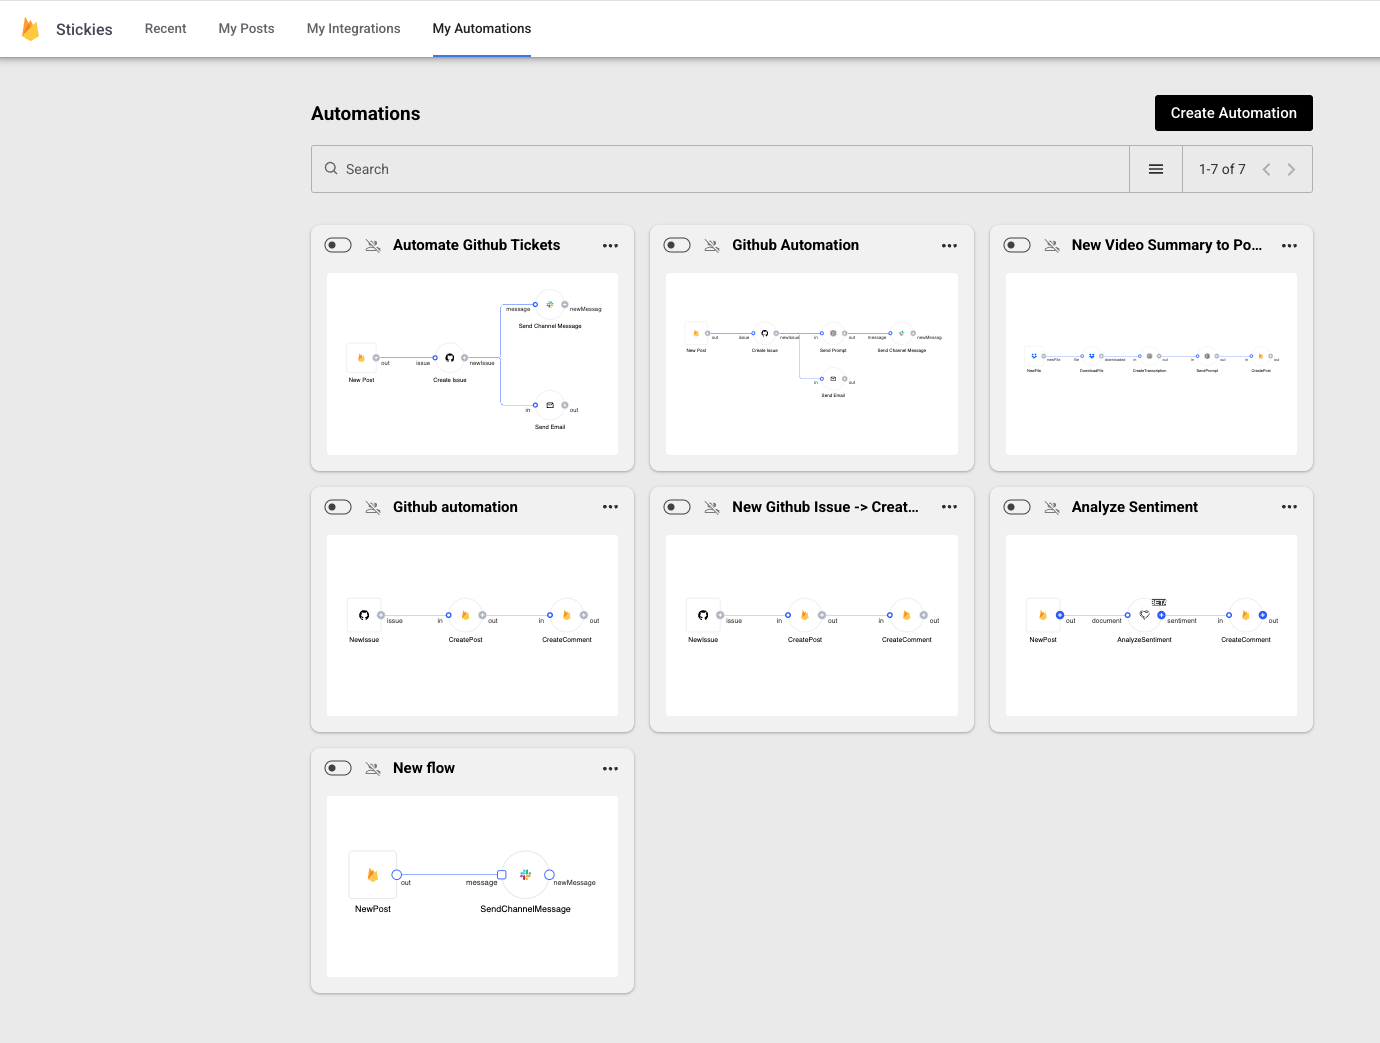 Stickies
Recent
My Posts
My Integrations
My Automations
Automations
Create Automation
Search
1-7 of 7
Automate Github Tickets
message
newMessag
Send Channel Message
out
issue
newIssue
New Post
Create Issue
in
out
Send Email
Github Automation
out
issue
newIssue
in
out
message
newMessag
New Post
Create Issue
Send Prompt
Send Channel Message
in
out
Send Email
New Video Summary to Po...
newFile
file
downloaded
in
out
in
out
in
out
NewFile
DownloadFile
CreateTranscription
SendPrompt
CreatePost
Github automation
issue
in
out
in
out
NewIssue
CreatePost
CreateComment
New Github Issue -> Creat...
issue
in
out
in
out
NewIssue
CreatePost
CreateComment
Analyze Sentiment
BETA
out
document
sentiment
in
out
NewPost
AnalyzeSentiment
CreateComment
New flow
out
message
newMessage
NewPost
SendChannelMessage